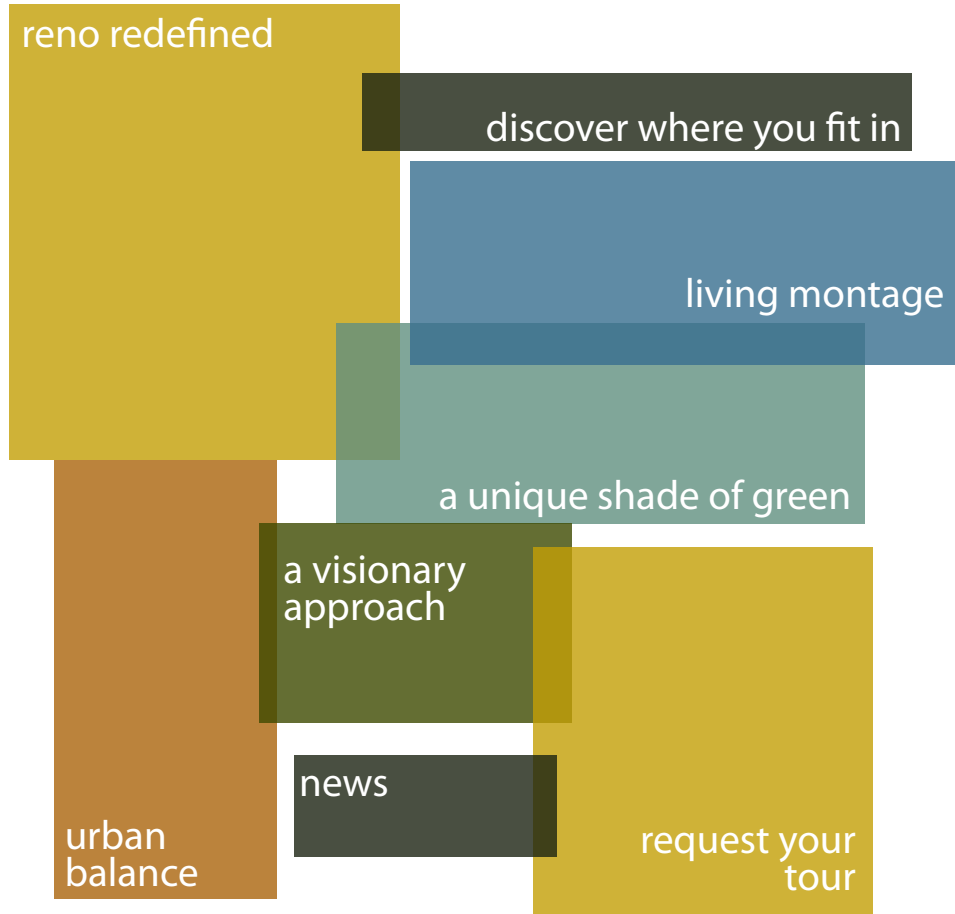 reno redefined
discover where you fit in
living montage
a unique shade of green
a visionary
approach
news
urban
balance
request your
tour